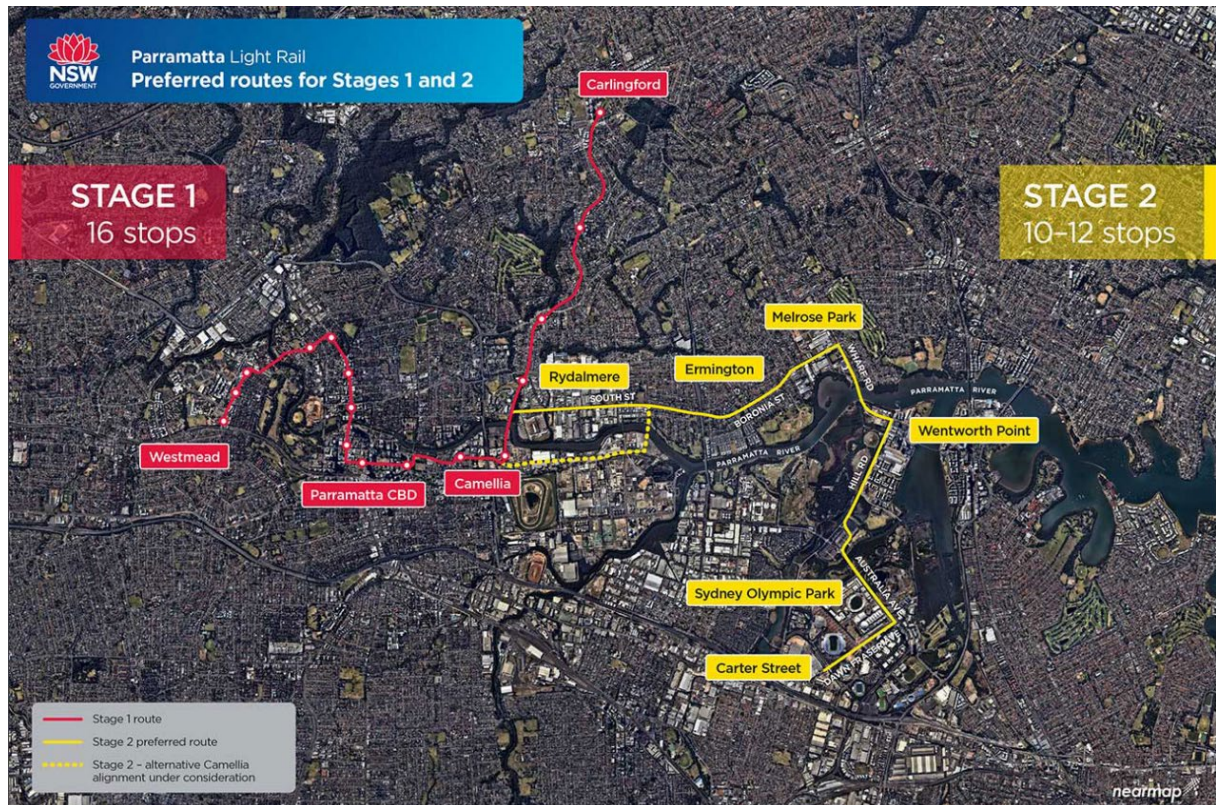 NSW
GOVERNMENT
Parramatta Light Rail
Preferred routes for Stages 1 and 2
Carlingford
STAGE 1
16 stops
STAGE 2
10–12 stops
Melrose Park
Rydalmere
Ermington
SOUTH ST
BORONIA ST
WHARF RD
PARRAMATTA RIVER
Wentworth Point
Westmead
Parramatta CBD
Camellia
PARRAMATTA RIVER
HILL RD
AUSTRALIA AVE
Sydney Olympic Park
Carter Street
DAWN FRASER AVE
Stage 1 route
Stage 2 preferred route
Stage 2 – alternative Camellia
alignment under consideration
nearmap